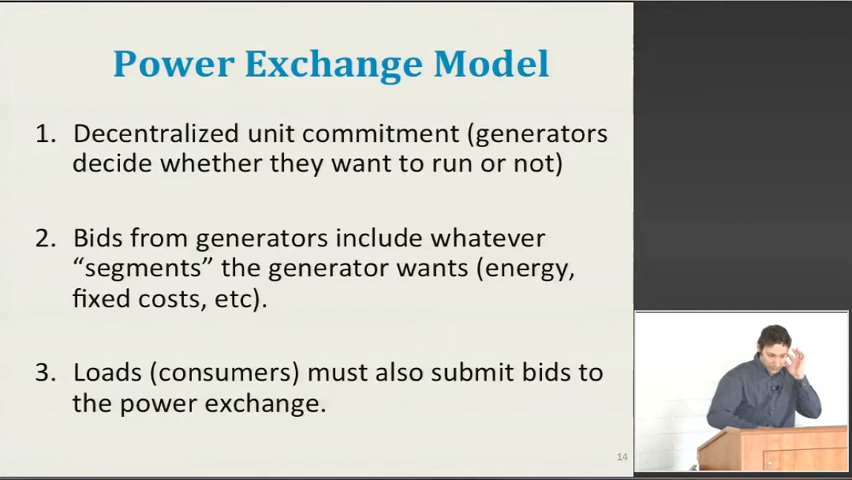 Power Exchange Model
1. Decentralized unit commitment (generators
decide whether they want to run or not)
2. Bids from generators include whatever
“segments” the generator wants (energy,
fixed costs, etc).
3. Loads (consumers) must also submit bids to
the power exchange.
14